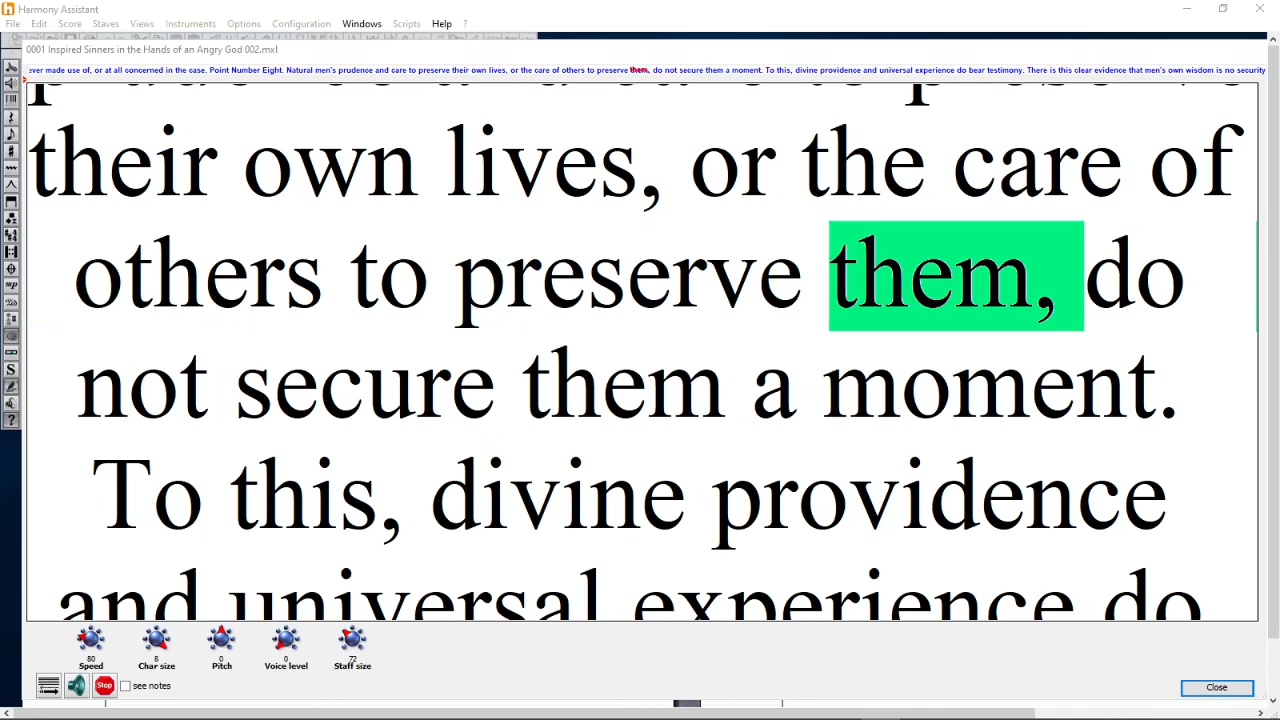 Harmony Assistant
File Edit Score Staves Views Instruments Options Configuration Windows Scripts Help ?
0001 Inspired Sinners in the Hands of an Angry God 002.mxl
ever made use of, or at all concerned in the case. Point Number Eight. Natural men's prudence and care to preserve their own lives, or the care of others to preserve them, do not secure them a moment. To this, divine providence and universal experience do bear testimony. There is this clear evidence that men's own wisdom is no security
their own lives, or the care of
others to preserve them, do
not secure them a moment.
To this, divine providence
and universal experience do
80 8 0 0 72
Speed Char size Pitch Voice level Staff size
Stop see notes
Close